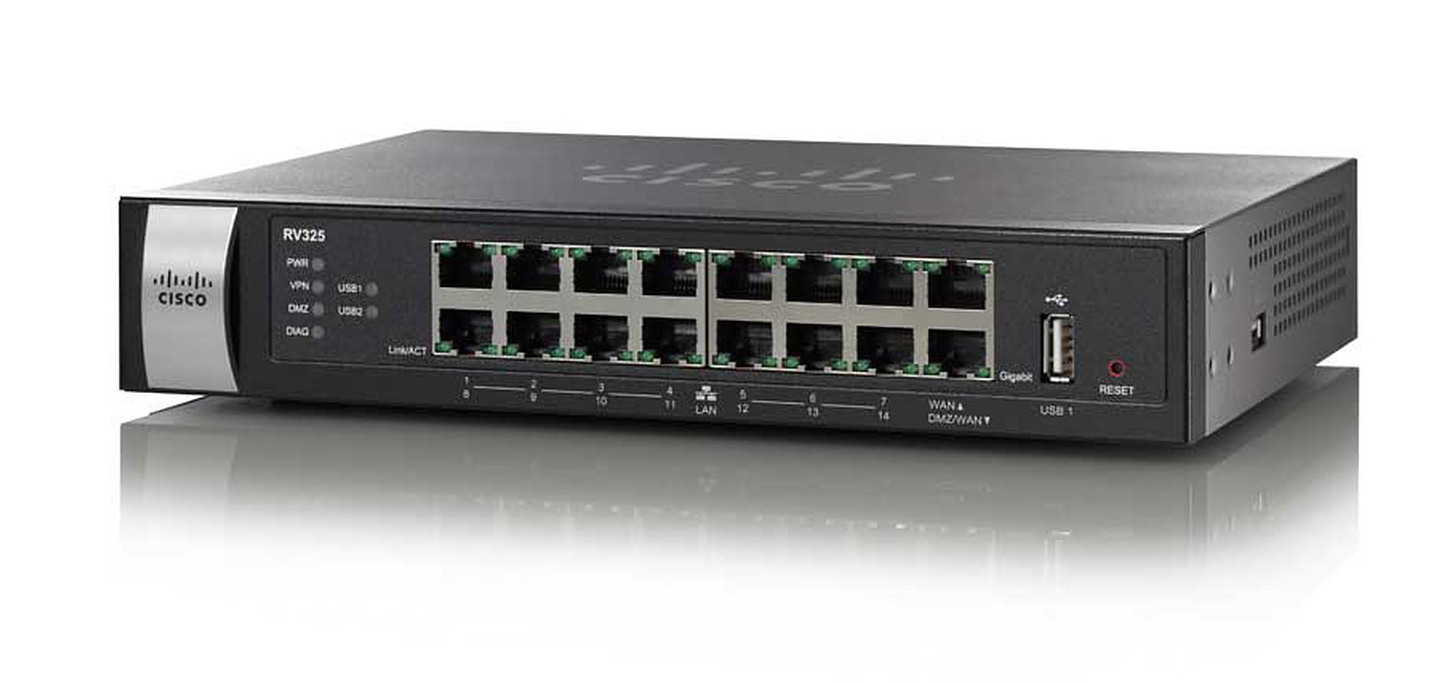 CISCO
CISCO
RV325
PWR
VPN
USB1
DMZ
USB2
DIAG
Link/ACT
Gigabit
RESET
1 2 3 4 5 6 7
8 9 10 11 LAN 12 13 14
WAN▲
DMZ/WAN▼
USB 1